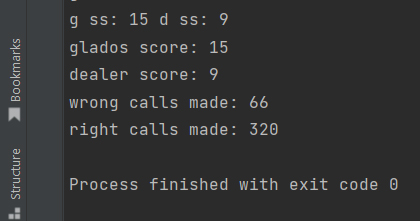 g ss: 15 d ss: 9
glados score: 15
dealer score: 9
wrong calls made: 66
right calls made: 320
Process finished with exit code 0
Bookmarks
Structure